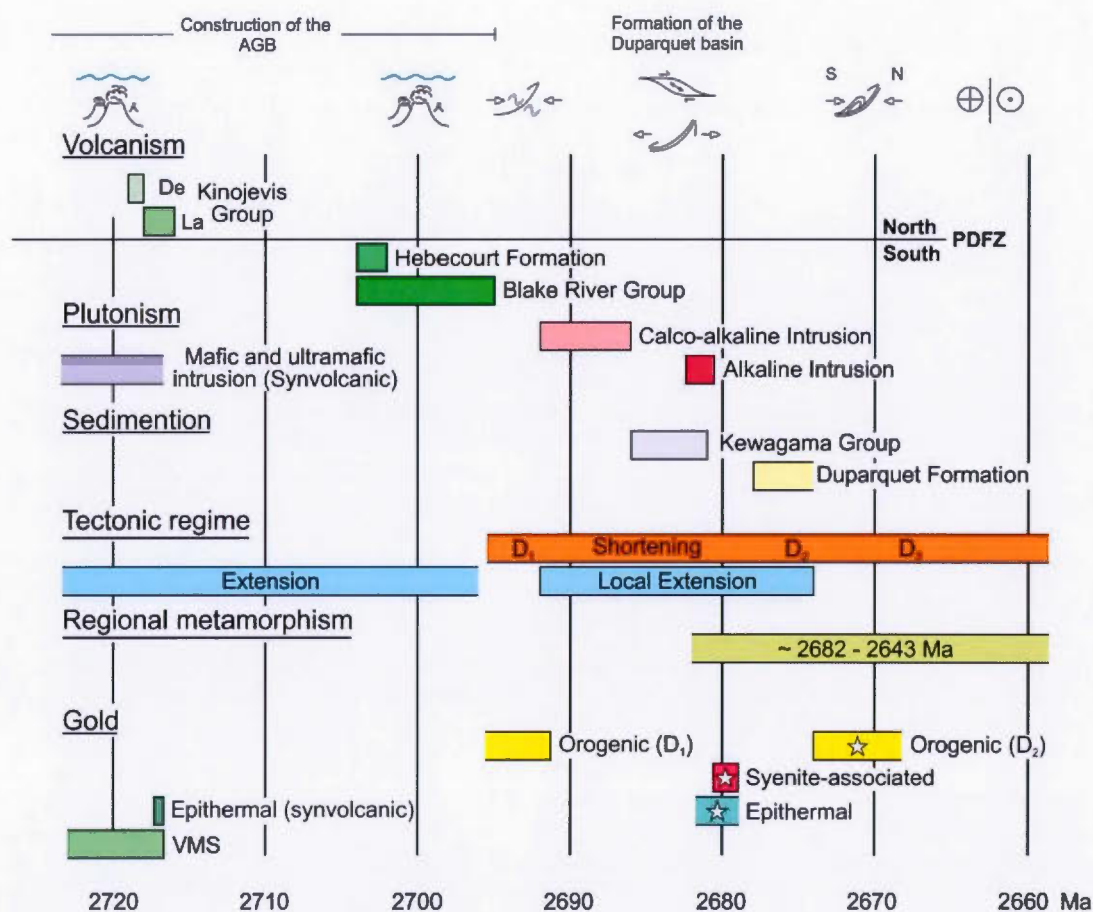 Construction of the
AGB
Formation of the
Duparquet basin
S N
Volcanism
De Kinojevis
La Group
North
South PDFZ
Hebecourt Formation
Blake River Group
Plutonism
Calco-alkaline Intrusion
Mafic and ultramafic
intrusion (Synvolcanic)
Alkaline Intrusion
Sedimention
Kewagama Group
Duparquet Formation
Tectonic regime
D₁ Shortening D₂ D₃
Extension Local Extension
Regional metamorphism
~ 2682 - 2643 Ma
Gold
Orogenic (D₁) Orogenic (D₂)
Syenite-associated
Epithermal (synvolcanic) Epithermal
VMS
2720 2710 2700 2690 2680 2670 2660 Ma